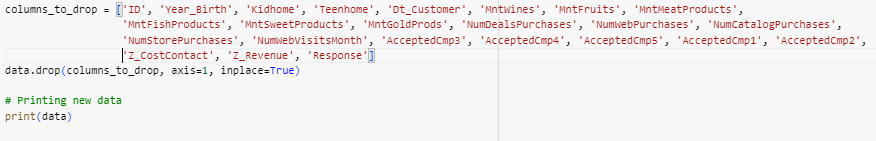 columns_to_drop = ['ID', 'Year_Birth', 'Kidhome', 'Teenhome', 'Dt_Customer', 'MntWines', 'MntFruits', 'MntMeatProducts',
'MntFishProducts', 'MntSweetProducts', 'MntGoldProds', 'NumDealsPurchases', 'NumWebPurchases', 'NumCatalogPurchases',
'NumStorePurchases', 'NumWebVisitsMonth', 'AcceptedCmp3', 'AcceptedCmp4', 'AcceptedCmp5', 'AcceptedCmp1', 'AcceptedCmp2',
'Z_CostContact', 'Z_Revenue', 'Response']
data.drop(columns_to_drop, axis=1, inplace=True)
# Printing new data
print(data)